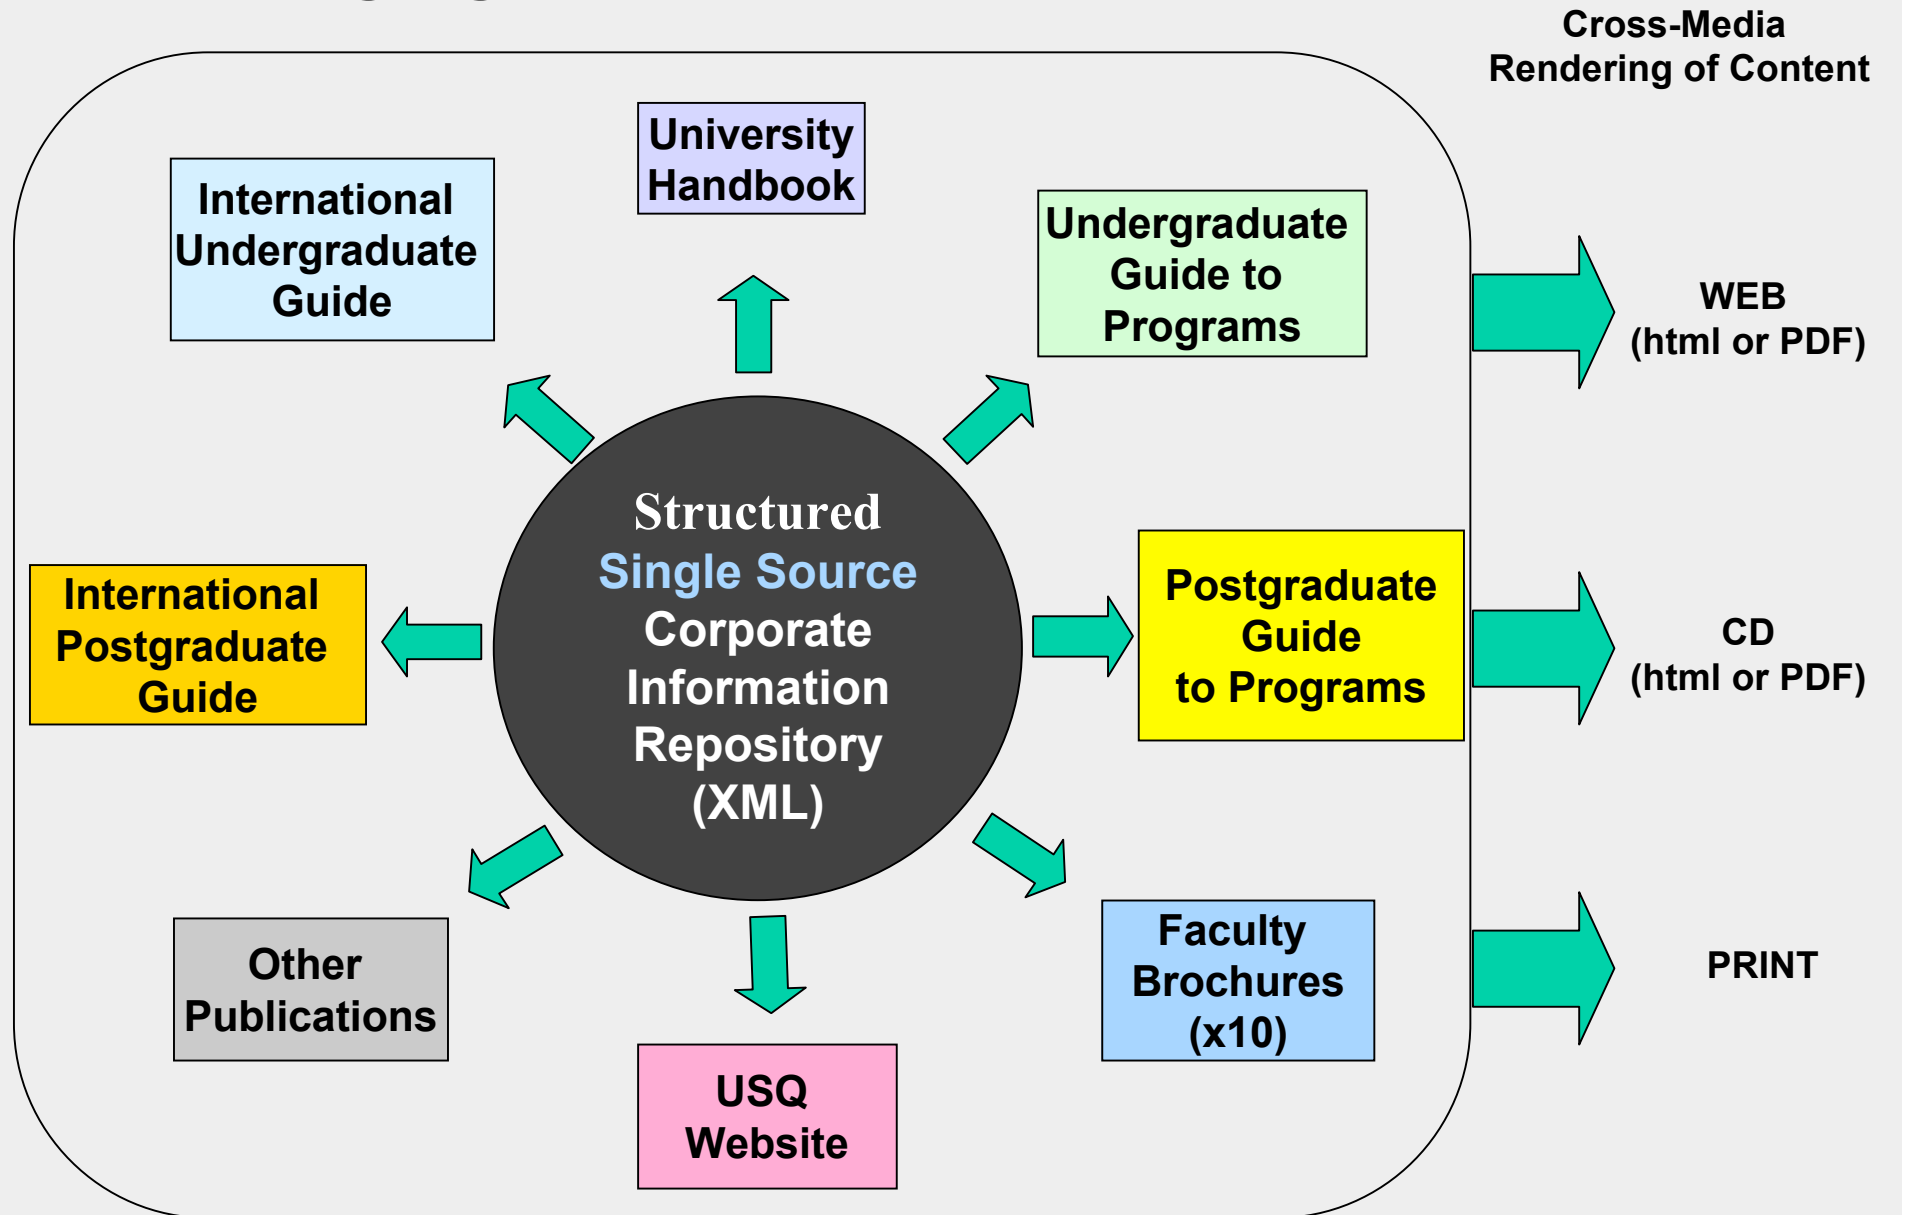 Cross-Media
Rendering of Content
University
Handbook
International
Undergraduate
Guide
Undergraduate
Guide to
Programs
WEB
(html or PDF)
Structured
Single Source
Corporate
Information
Repository
(XML)
International
Postgraduate
Guide
Postgraduate
Guide
to Programs
CD
(html or PDF)
Other
Publications
Faculty
Brochures
(x10)
PRINT
USQ
Website